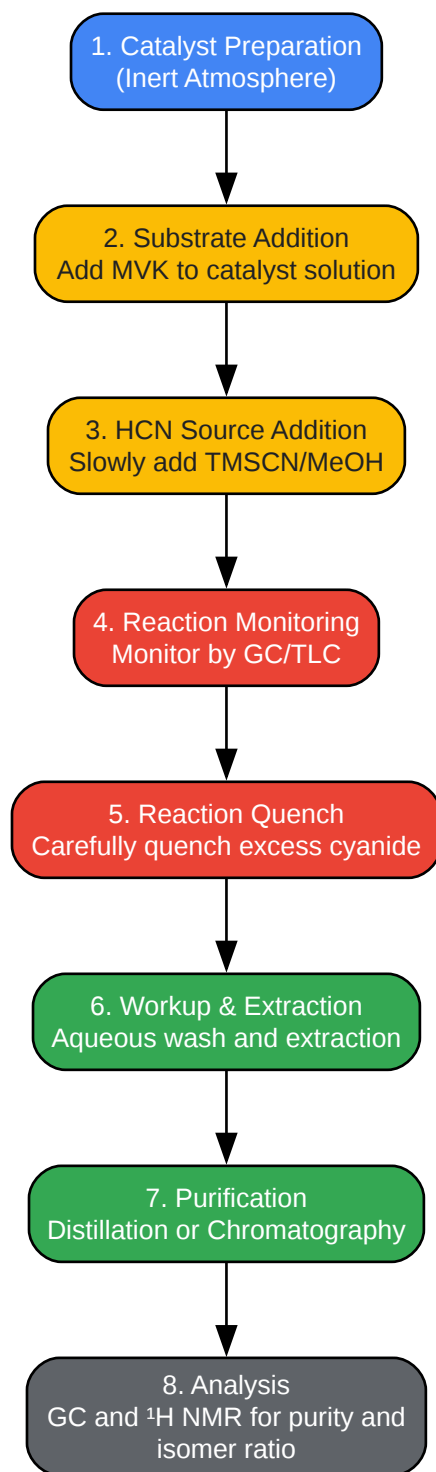 1. Catalyst Preparation
(Inert Atmosphere)
2. Substrate Addition
Add MVK to catalyst solution
3. HCN Source Addition
Slowly add TMSCN/MeOH
4. Reaction Monitoring
Monitor by GC/TLC
5. Reaction Quench
Carefully quench excess cyanide
6. Workup & Extraction
Aqueous wash and extraction
7. Purification
Distillation or Chromatography
8. Analysis
GC and ¹H NMR for purity and
isomer ratio